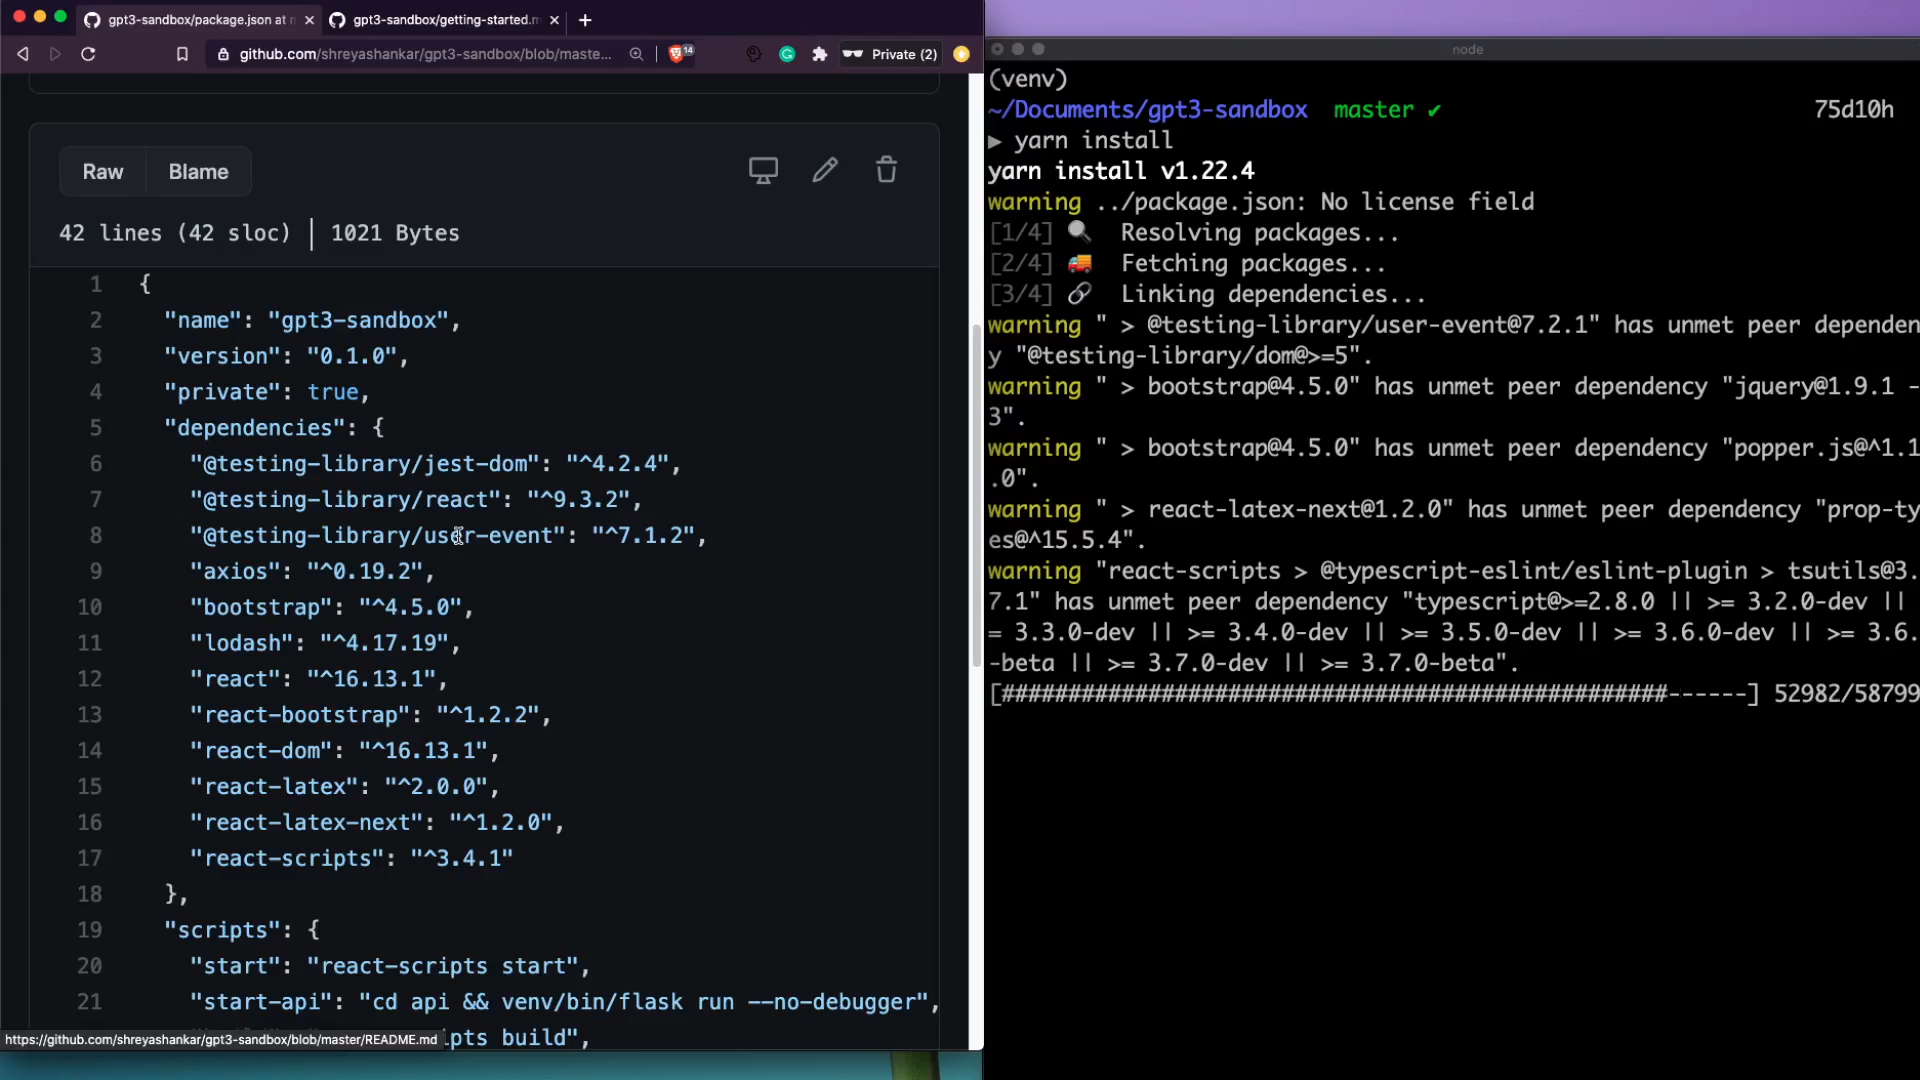 gpt3-sandbox/package.json at m
gpt3-sandbox/getting-started.m
github.com/shreyashankar/gpt3-sandbox/blob/maste...
14
Private (2)
Raw
Blame
42 lines (42 sloc) | 1021 Bytes
1 {
2 "name": "gpt3-sandbox",
3 "version": "0.1.0",
4 "private": true,
5 "dependencies": {
6 "@testing-library/jest-dom": "^4.2.4",
7 "@testing-library/react": "^9.3.2",
8 "@testing-library/user-event": "^7.1.2",
9 "axios": "^0.19.2",
10 "bootstrap": "^4.5.0",
11 "lodash": "^4.17.19",
12 "react": "^16.13.1",
13 "react-bootstrap": "^1.2.2",
14 "react-dom": "^16.13.1",
15 "react-latex": "^2.0.0",
16 "react-latex-next": "^1.2.0",
17 "react-scripts": "^3.4.1"
18 },
19 "scripts": {
20 "start": "react-scripts start",
21 "start-api": "cd api && venv/bin/flask run --no-debugger",
ipts build",
https://github.com/shreyashankar/gpt3-sandbox/blob/master/README.md
node
(venv)
~/Documents/gpt3-sandbox master ✔ 75d10h
▶ yarn install
yarn install v1.22.4
warning ../package.json: No license field
[1/4] 🔍 Resolving packages...
[2/4] 🚚 Fetching packages...
[3/4] 🔗 Linking dependencies...
warning " > @testing-library/user-event@7.2.1" has unmet peer dependen
y "@testing-library/dom@>=5".
warning " > bootstrap@4.5.0" has unmet peer dependency "jquery@1.9.1 -
3".
warning " > bootstrap@4.5.0" has unmet peer dependency "popper.js@^1.1
.0".
warning " > react-latex-next@1.2.0" has unmet peer dependency "prop-ty
es@^15.5.4".
warning "react-scripts > @typescript-eslint/eslint-plugin > tsutils@3.
7.1" has unmet peer dependency "typescript@>=2.8.0 || >= 3.2.0-dev ||
= 3.3.0-dev || >= 3.4.0-dev || >= 3.5.0-dev || >= 3.6.0-dev || >= 3.6.
-beta || >= 3.7.0-dev || >= 3.7.0-beta".
[##################################################------] 52982/58799